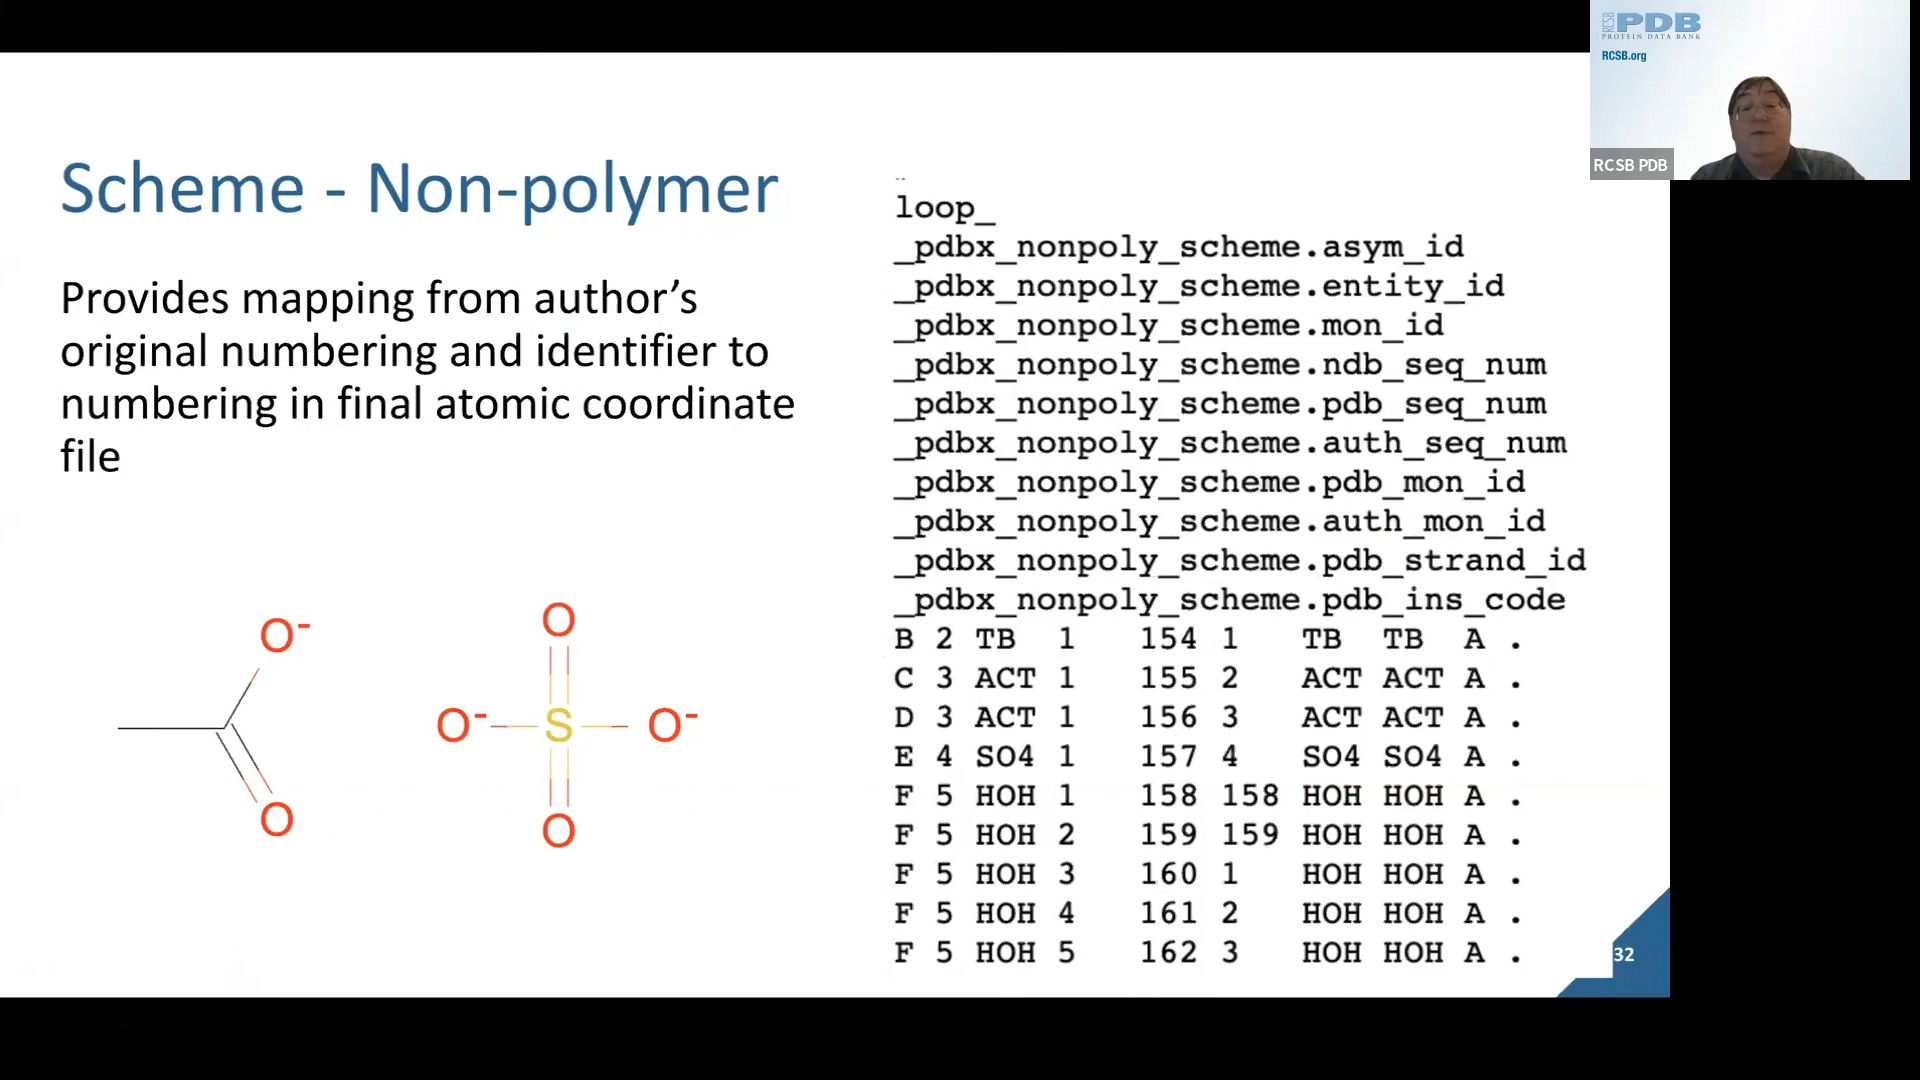 Scheme - Non-polymer
Provides mapping from author’s
original numbering and identifier to
numbering in final atomic coordinate
file
O-
O
O
O-
S
O-
O
loop_
_pdbx_nonpoly_scheme.asym_id
_pdbx_nonpoly_scheme.entity_id
_pdbx_nonpoly_scheme.mon_id
_pdbx_nonpoly_scheme.ndb_seq_num
_pdbx_nonpoly_scheme.pdb_seq_num
_pdbx_nonpoly_scheme.auth_seq_num
_pdbx_nonpoly_scheme.pdb_mon_id
_pdbx_nonpoly_scheme.auth_mon_id
_pdbx_nonpoly_scheme.pdb_strand_id
_pdbx_nonpoly_scheme.pdb_ins_code
B 2 TB 1 154 1 TB TB A .
C 3 ACT 1 155 2 ACT ACT A .
D 3 ACT 1 156 3 ACT ACT A .
E 4 SO4 1 157 4 SO4 SO4 A .
F 5 HOH 1 158 158 HOH HOH A .
F 5 HOH 2 159 159 HOH HOH A .
F 5 HOH 3 160 1 HOH HOH A .
F 5 HOH 4 161 2 HOH HOH A .
F 5 HOH 5 162 3 HOH HOH A .
32
RCSB PDB
PROTEIN DATA BANK
RCSB.org
RCSB PDB